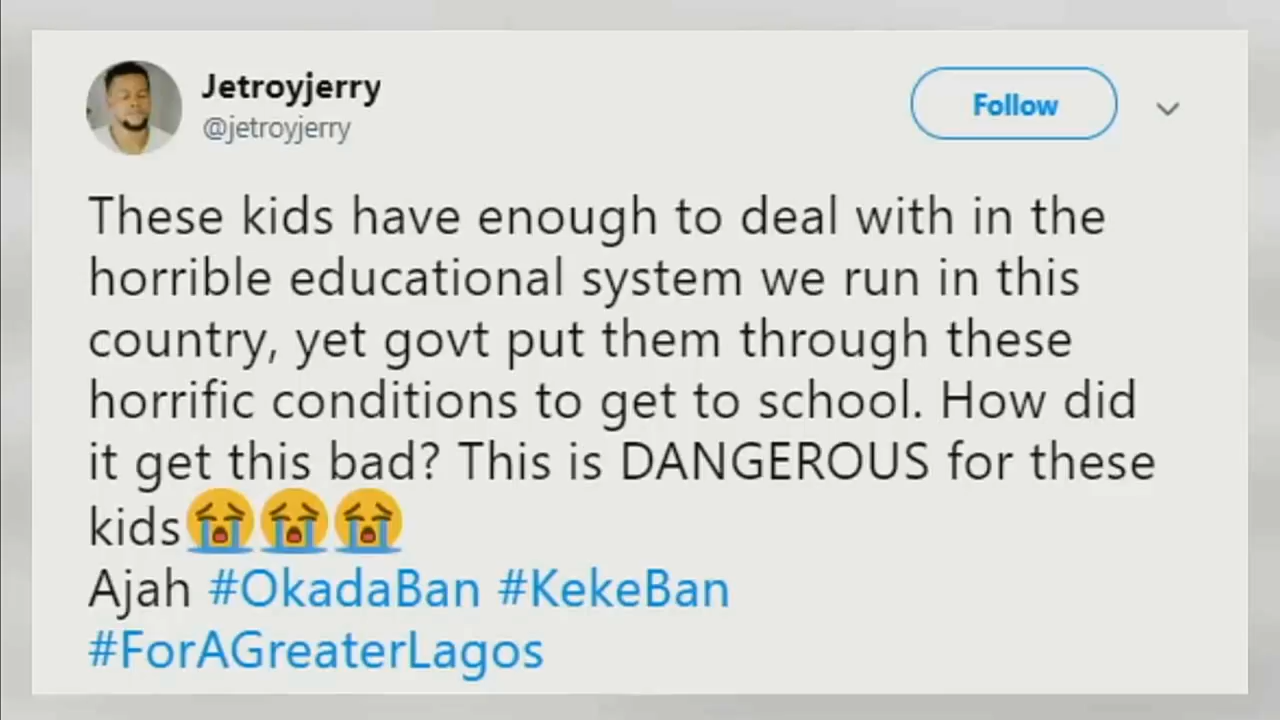 Jetroyjerry
@jetroyjerry
Follow
These kids have enough to deal with in the
horrible educational system we run in this
country, yet govt put them through these
horrific conditions to get to school. How did
it get this bad? This is DANGEROUS for these
kids😭😭😭
Ajah #OkadaBan #KekeBan
#ForAGreaterLagos